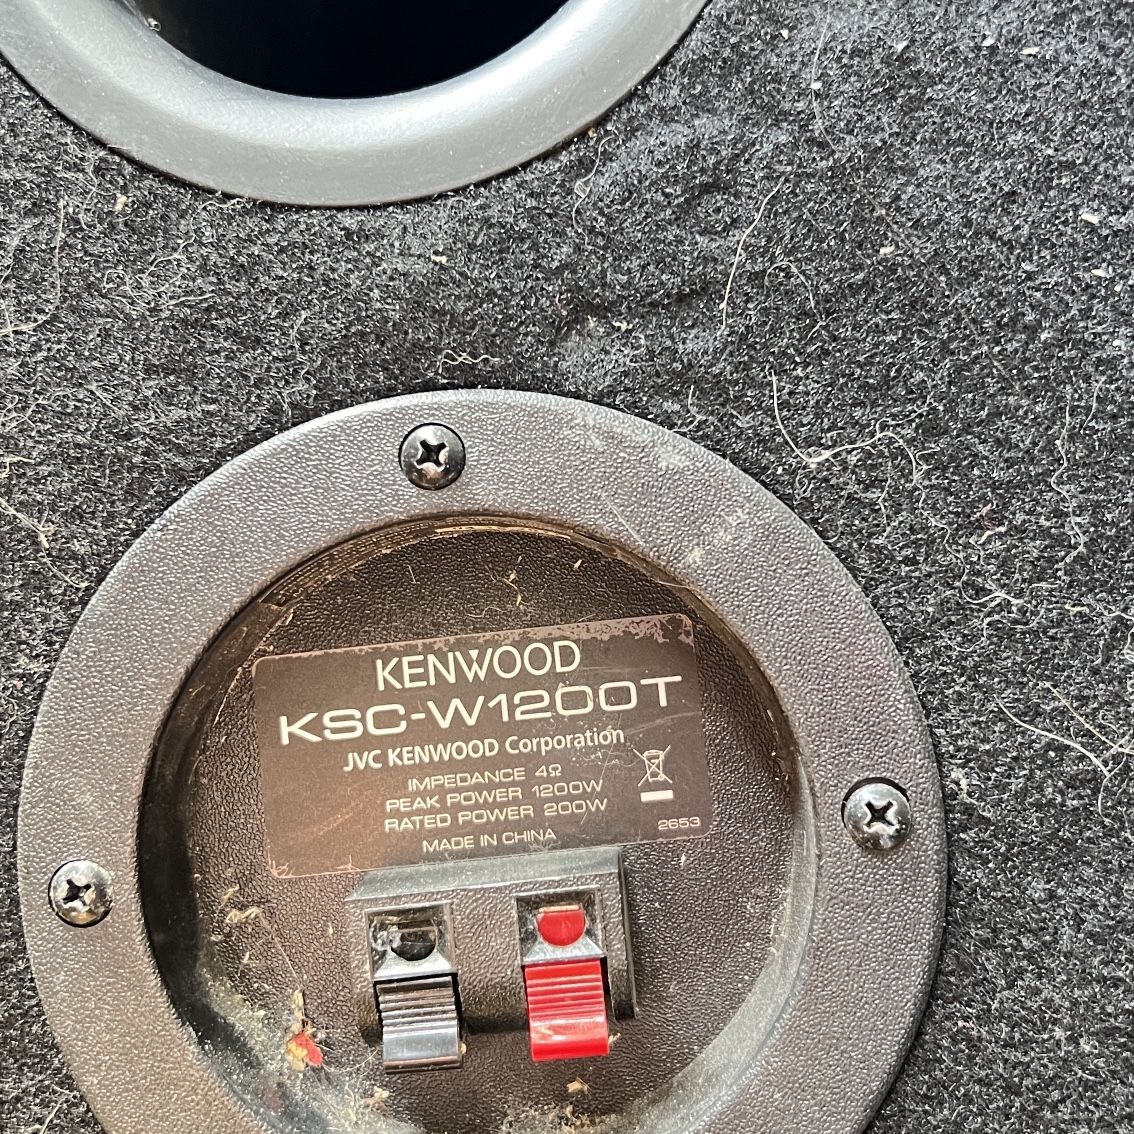 KENWOOD
KSC-W1200T
JVC KENWOOD Corporation
IMPEDANCE 4Ω
PEAK POWER 1200W
RATED POWER 200W
MADE IN CHINA
2653